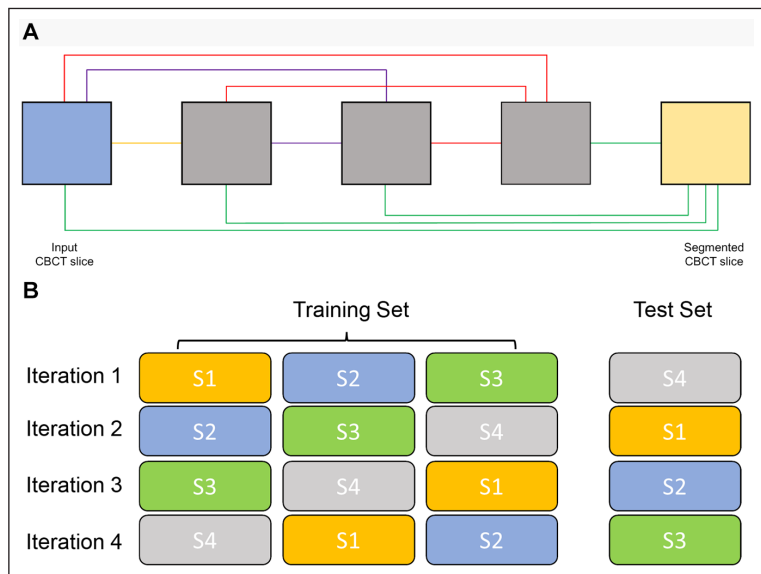 A
Input
CBCT slice
Segmented
CBCT slice
B
Training Set
Test Set
Iteration 1
S1
S2
S3
S4
Iteration 2
S2
S3
S4
S1
Iteration 3
S3
S4
S1
S2
Iteration 4
S4
S1
S2
S3